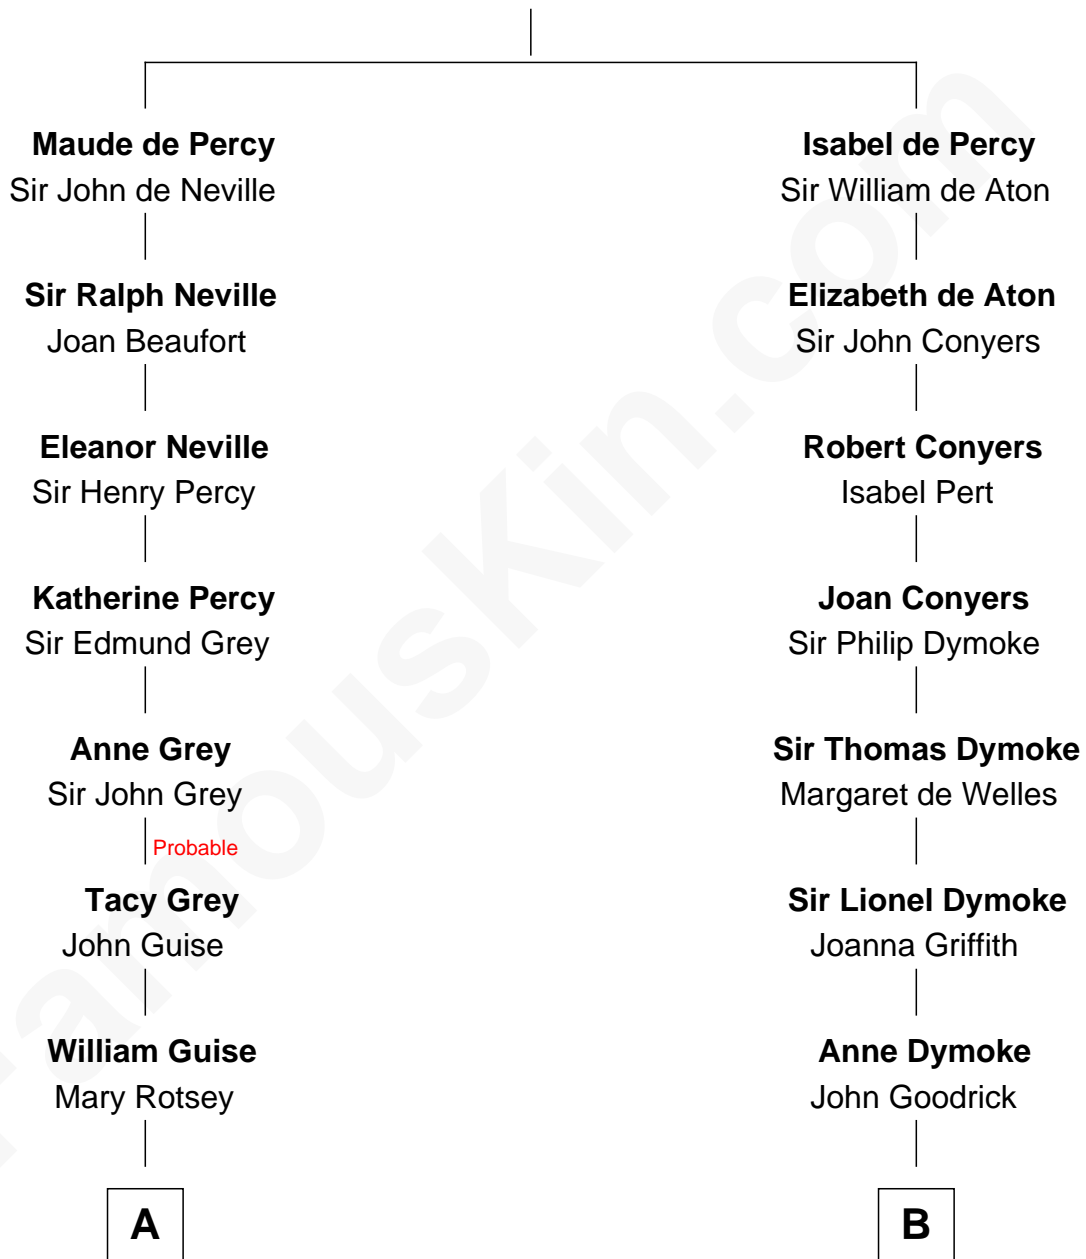 Maude de Percy
Sir John de Neville
Sir Ralph Neville
Joan Beaufort
Eleanor Neville
Sir Henry Percy
Katherine Percy
Sir Edmund Grey
Anne Grey
Sir John Grey
Probable
Tacy Grey
John Guise
William Guise
Mary Rotsey
A
Isabel de Percy
Sir William de Aton
Elizabeth de Aton
Sir John Conyers
Robert Conyers
Isabel Pert
Joan Conyers
Sir Philip Dymoke
Sir Thomas Dymoke
Margaret de Welles
Sir Lionel Dymoke
Joanna Griffith
Anne Dymoke
John Goodrick
B
FamousKin.com